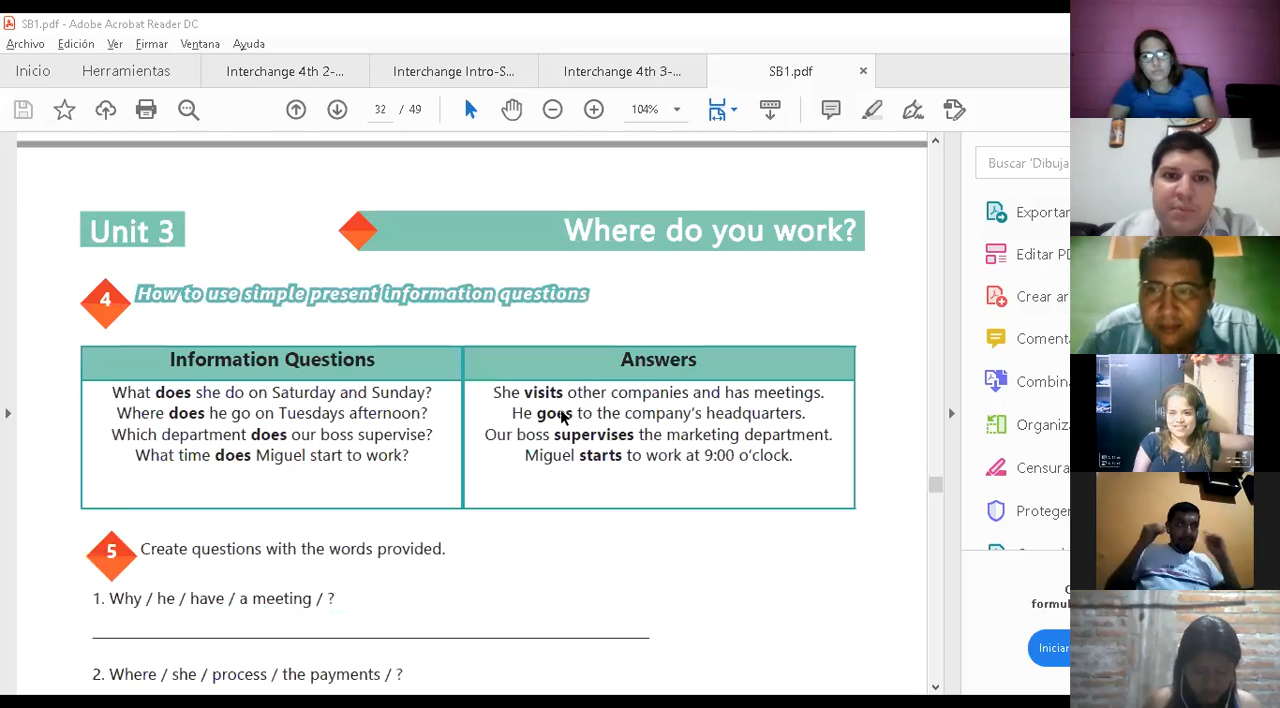 SB1.pdf - Adobe Acrobat Reader DC
Archivo Edición Ver Firmar Ventana Ayuda
Inicio Herramientas Interchange 4th 2-... Interchange Intro-S... Interchange 4th 3-... SB1.pdf
32 / 49 104%
Buscar 'Dibuja
Unit 3
Where do you work?
Exportar
Editar PD
Crear ar
Comenta
Combin
Organiz
Censura
Proteger
4 How to use simple present information questions
Information Questions Answers
What does she do on Saturday and Sunday? She visits other companies and has meetings.
Where does he go on Tuesdays afternoon? He goes to the company's headquarters.
Which department does our boss supervise? Our boss supervises the marketing department.
What time does Miguel start to work? Miguel starts to work at 9:00 o'clock.
5 Create questions with the words provided.
1. Why / he / have / a meeting / ?
2. Where / she / process / the payments / ?
formu
Iniciar